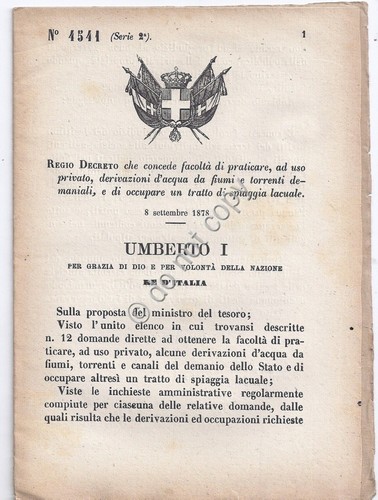 N° 4541 (Serie 2ª). 1
REGIO DECRETO che concede facoltà di praticare, ad uso
privato, derivazioni d'acqua da fiumi e torrenti de-
maniali, e di occupare un tratto di spiaggia lacuale.
8 settembre 1878
UMBERTO I
PER GRAZIA DI DIO E PER VOLONTÀ DELLA NAZIONE
RE D'ITALIA
Sulla proposta del ministro del tesoro;
Visto l'unito elenco in cui trovansi descritte
n. 12 domande dirette ad ottenere la facoltà di pra-
ticare, ad uso privato, alcune derivazioni d'acqua da
fiumi, torrenti e canali del demanio dello Stato e di
occupare altresì un tratto di spiaggia lacuale;
Viste le inchieste amministrative regolarmente
compiute per ciascuna delle relative domande, dalle
quali risulta che le derivazioni ed occupazioni richieste
do not copy